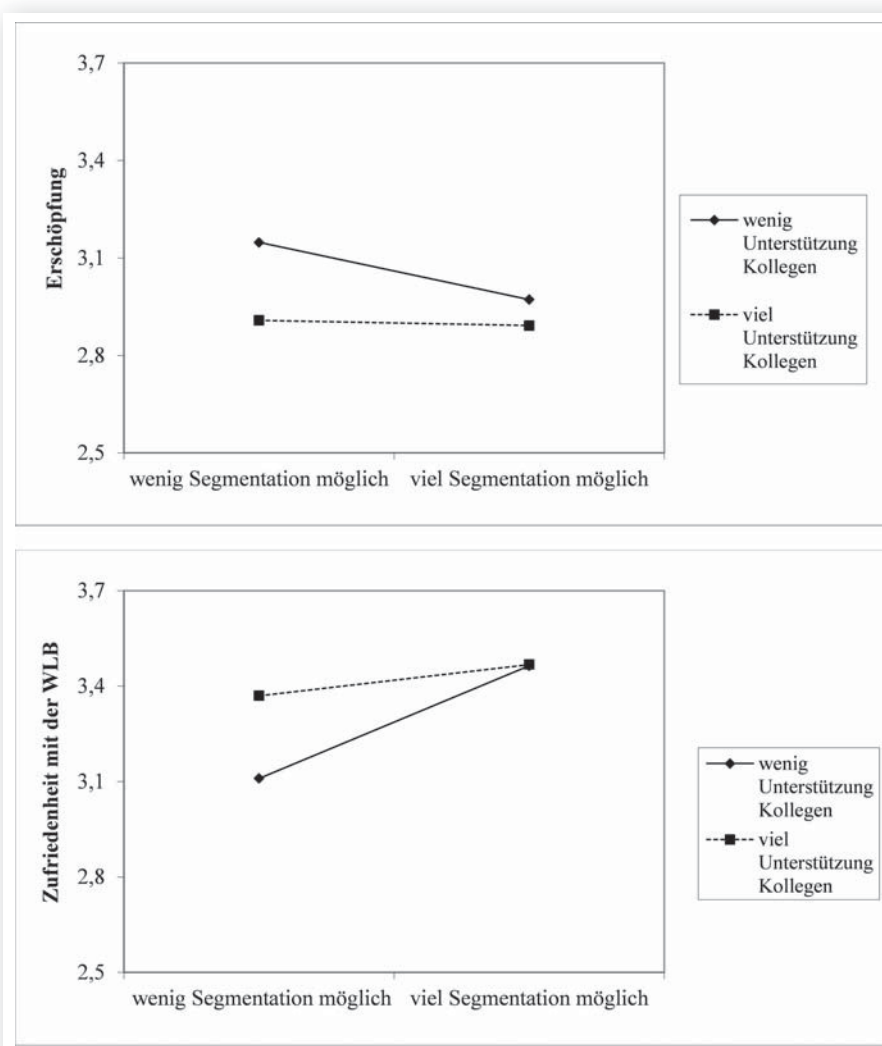 3,7
3,4
3,1
2,8
2,5
Erschöpfung
wenig Segmentation möglich
viel Segmentation möglich
wenig
Unterstützung
Kollegen
viel
Unterstützung
Kollegen
3,7
3,4
3,1
2,8
2,5
Zufriedenheit mit der WLB
wenig Segmentation möglich
viel Segmentation möglich
wenig
Unterstützung
Kollegen
viel
Unterstützung
Kollegen